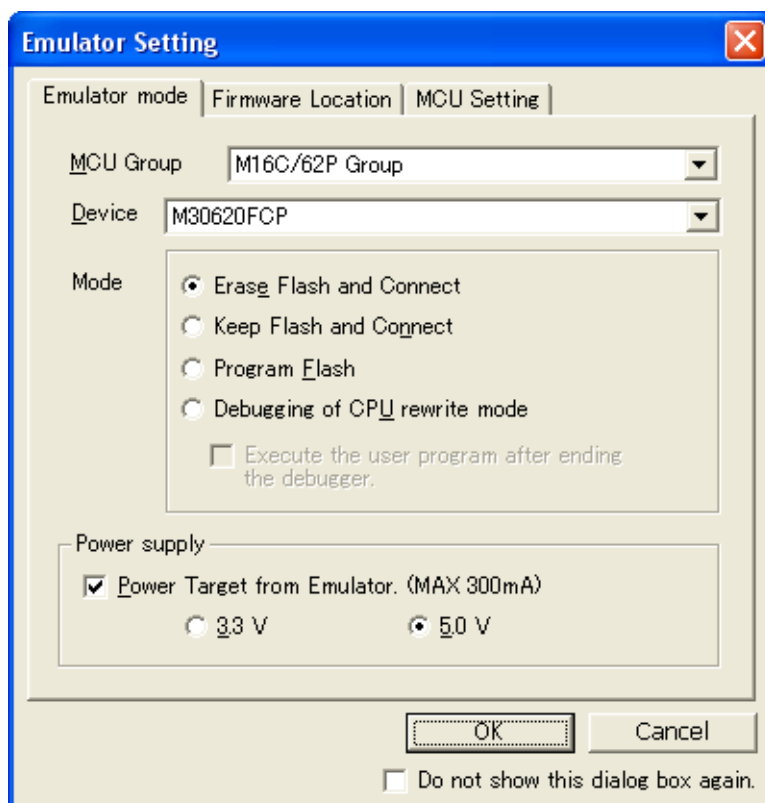 Emulator Setting
Emulator mode Firmware Location MCU Setting
MCU Group M16C/62P Group
Device M30620FCP
Mode Erase Flash and Connect
Keep Flash and Connect
Program Flash
Debugging of CPU rewrite mode
Execute the user program after ending
the debugger.
Power supply
Power Target from Emulator. (MAX 300mA)
3.3 V 5.0 V
OK Cancel
Do not show this dialog box again.